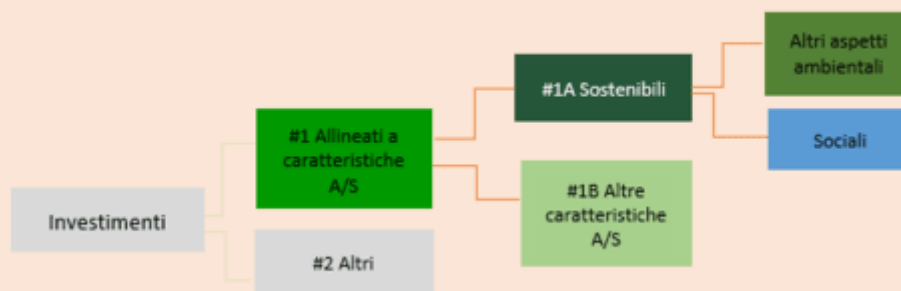 Investimenti
#1 Allineati a
caratteristiche
A/S
#2 Altri
#1A Sostenibili
#1B Altre
caratteristiche
A/S
Altri aspetti
ambientali
Sociali